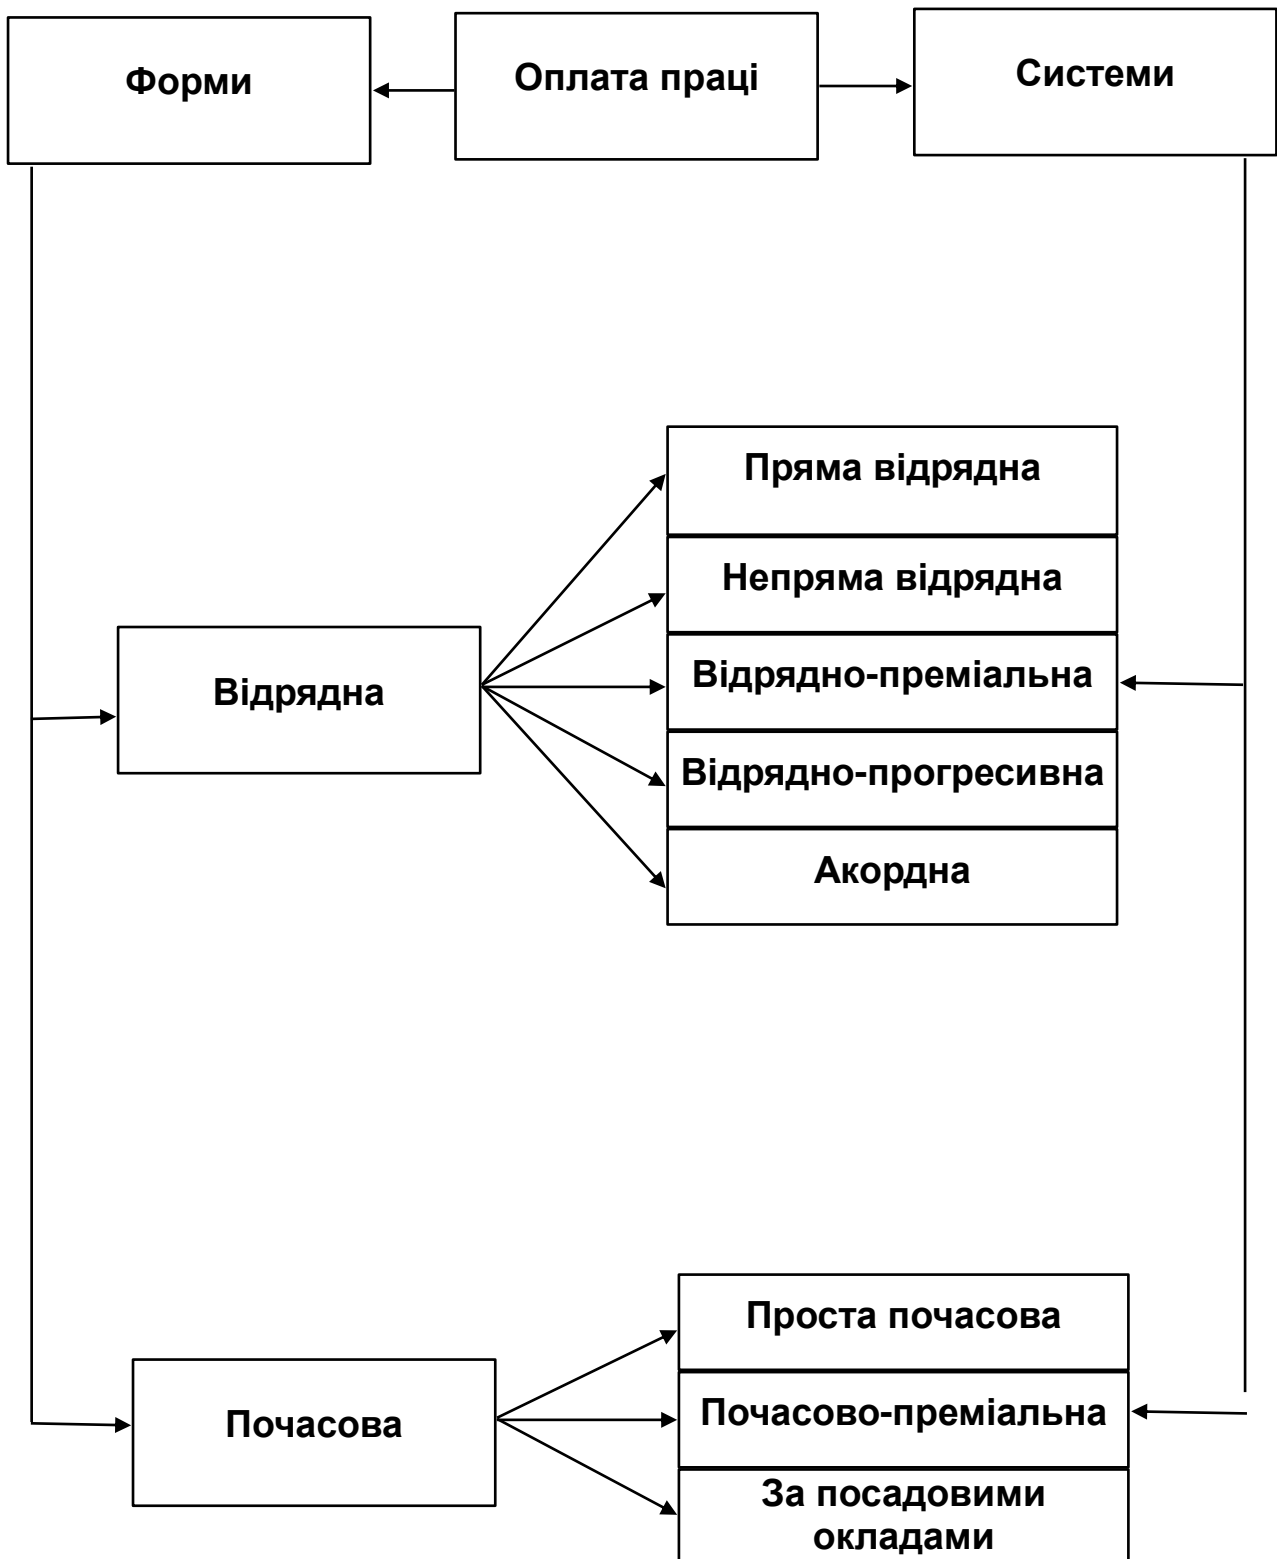 Форми
Оплата праці
Системи
Пряма відрядна
Непряма відрядна
Відрядна
Відрядно-преміальна
Відрядно-прогресивна
Акордна
Проста почасова
Почасова
Почасово-преміальна
За посадовими
окладами